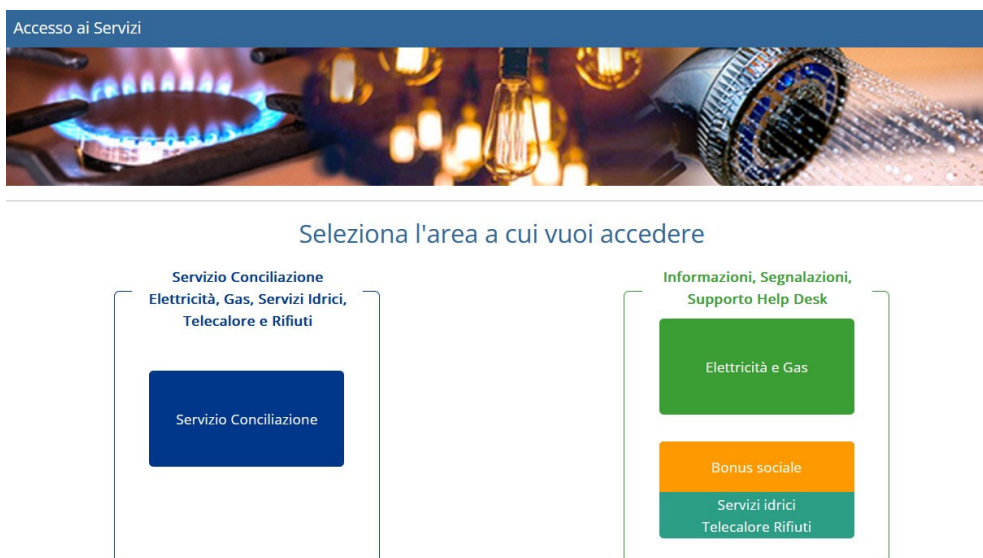 Accesso ai Servizi
Seleziona l'area a cui vuoi accedere
Servizio Conciliazione
Elettricità, Gas, Servizi Idrici,
Telecalore e Rifiuti
Servizio Conciliazione
Informazioni, Segnalazioni,
Supporto Help Desk
Elettricità e Gas
Bonus sociale
Servizi idrici
Telecalore Rifiuti